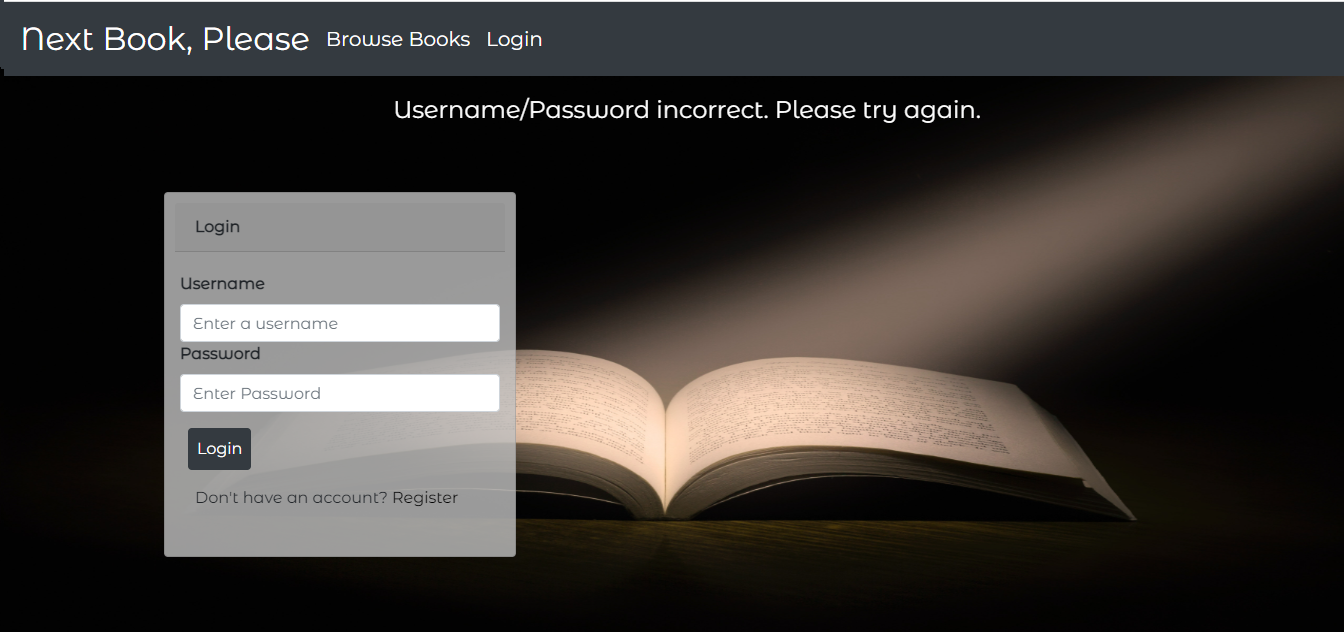 Next Book, Please Browse Books Login
Username/Password incorrect. Please try again.
Login
Username
Enter a username
Password
Enter Password
Login
Don't have an account? Register